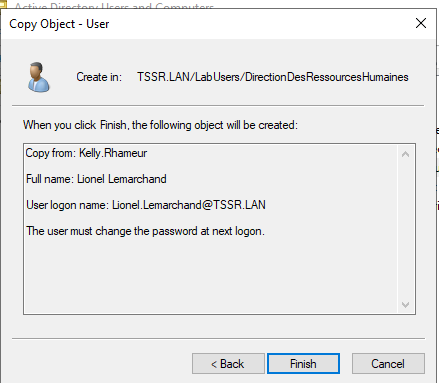 Active Directory Users and Computers
Copy Object - User
Create in: TSSR.LAN/LabUsers/DirectionDesRessourcesHumaines
When you click Finish, the following object will be created:
Copy from: Kelly.Rhameur
Full name: Lionel Lemarchand
User logon name: Lionel.Lemarchand@TSSR.LAN
The user must change the password at next logon.
< Back
Finish
Cancel